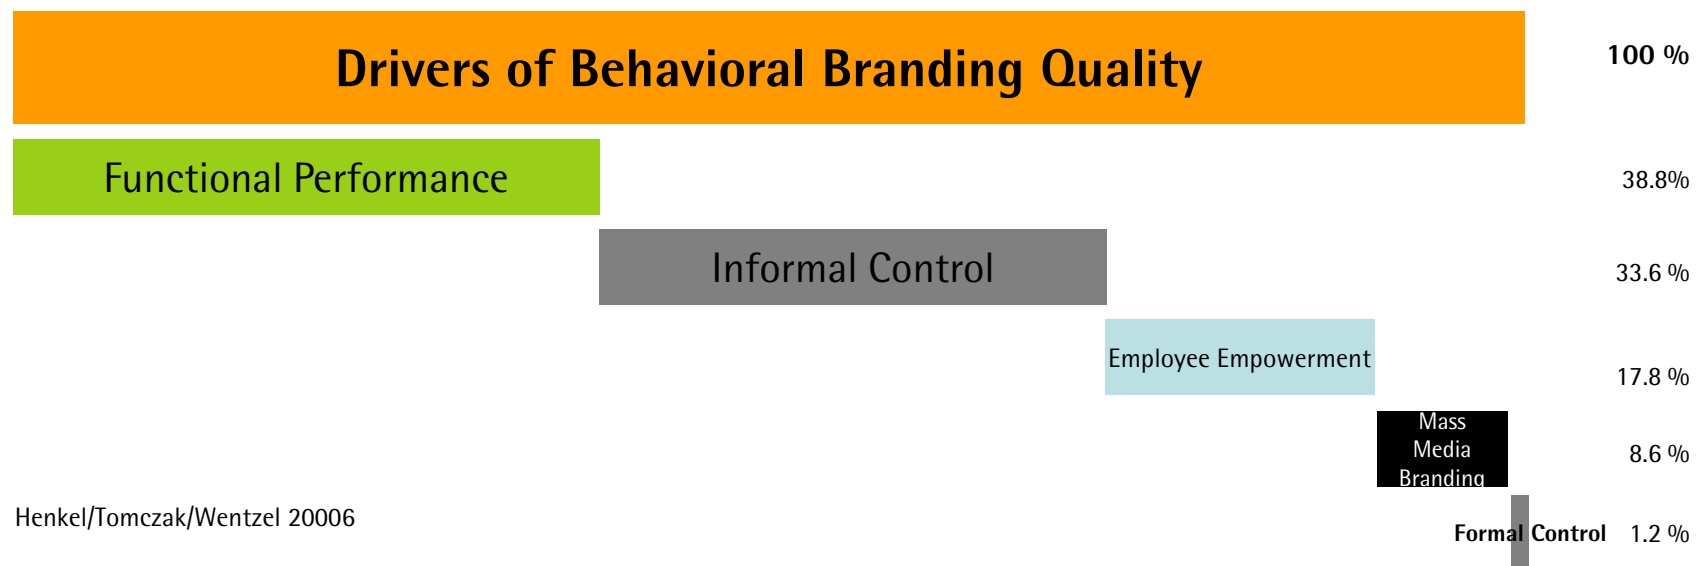 Drivers of Behavioral Branding Quality 100 %
Functional Performance 38.8%
Informal Control 33.6 %
Employee Empowerment 17.8 %
Mass
Media
Branding
8.6 %
Henkel/Tomczak/Wentzel 20006
Formal Control 1.2 %